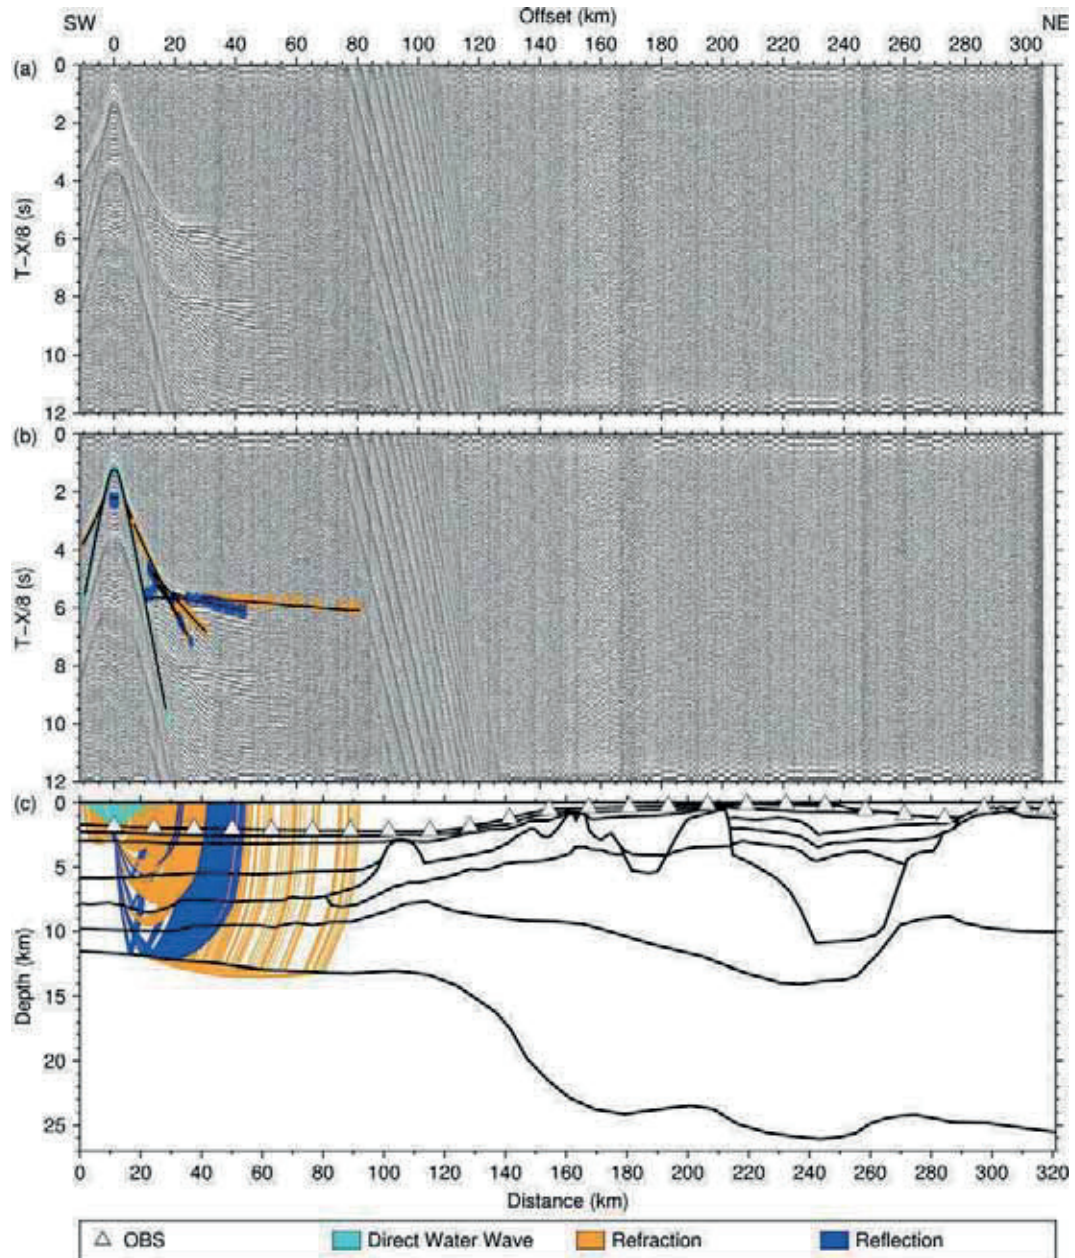 Offset (km)
SW NE
0 20 40 60 80 100 120 140 160 180 200 220 240 260 280 300
(a)
0
2
4
6
8
10
12
T-X/8 (s)
(b)
0
2
4
6
8
10
12
T-X/8 (s)
(c)
0
5
10
15
20
25
Depth (km)
0 20 40 60 80 100 120 140 160 180 200 220 240 260 280 300 320
Distance (km)
OBS Direct Water Wave Refraction Reflection